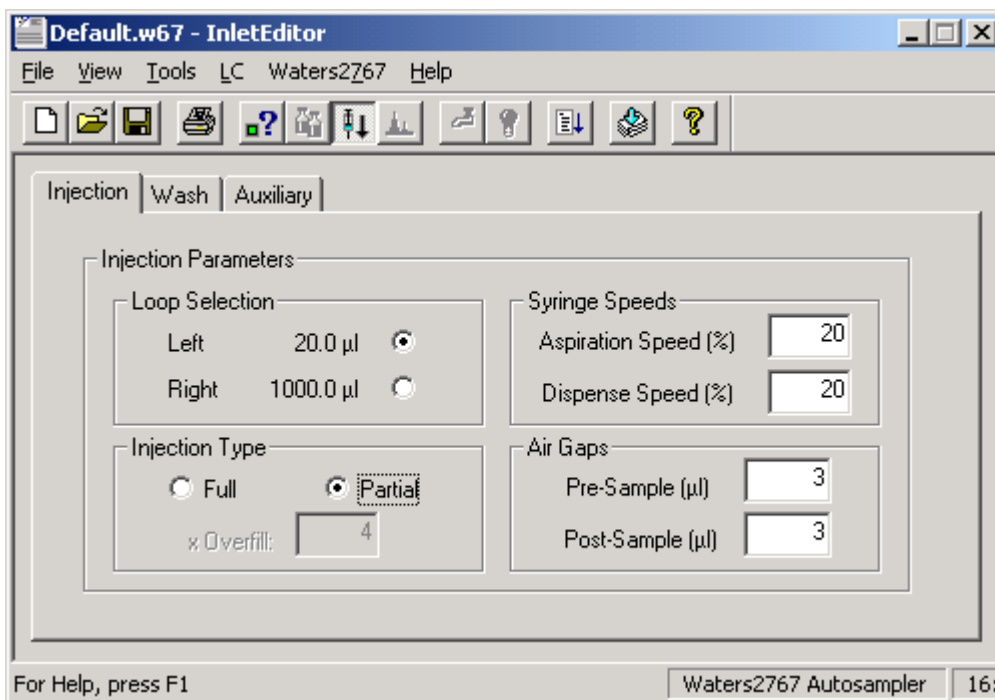 Default.w67 - InletEditor
File View Tools LC Waters2767 Help
Injection Wash Auxiliary
Injection Parameters
Loop Selection
Left 20.0 µl
Right 1000.0 µl
Syringe Speeds
Aspiration Speed (%) 20
Dispense Speed (%) 20
Injection Type
Full Partial
x Overfill: 4
Air Gaps
Pre-Sample (µl) 3
Post-Sample (µl) 3
For Help, press F1 Waters2767 Autosampler 16